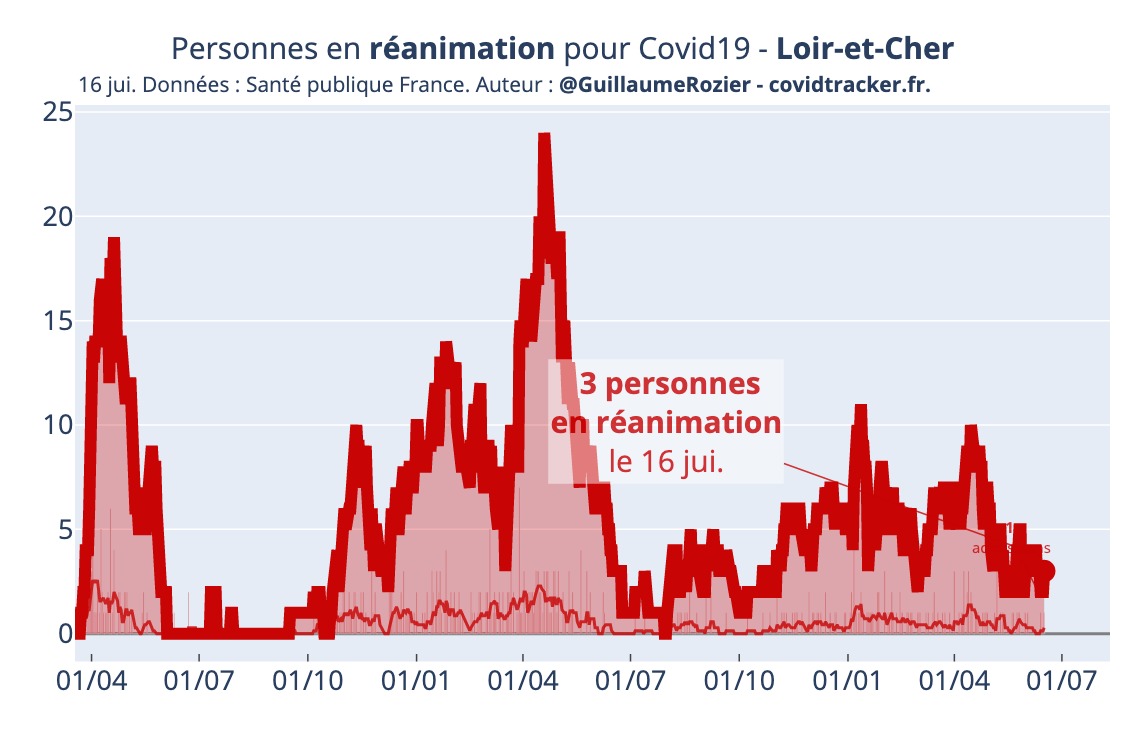 Personnes en réanimation pour Covid19 - Loir-et-Cher
16 jui. Données : Santé publique France. Auteur : @GuillaumeRozier - covidtracker.fr.
25
20
15
10
5
0
3 personnes
en réanimation
le 16 jui.
01/04 01/07 01/10 01/01 01/04 01/07 01/10 01/01 01/04 01/07